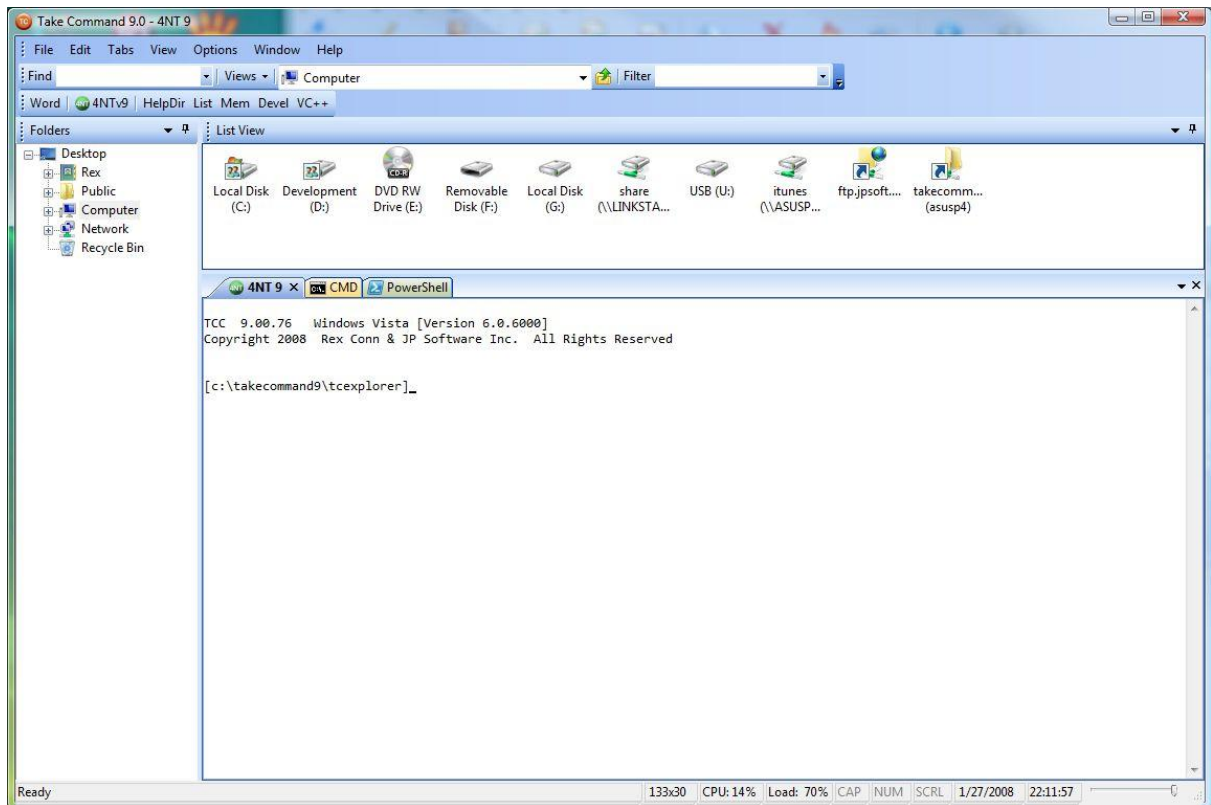 Take Command 9.0 - 4NT 9
File Edit Tabs View Options Window Help
Find Views Computer Filter
Word 4NTv9 HelpDir List Mem Devel VC++
Folders
Desktop
Rex
Public
Computer
Network
Recycle Bin
List View
Local Disk (C:)
Development (D:)
DVD RW Drive (E:)
Removable Disk (F:)
Local Disk (G:)
share (\\LINKSTA...
USB (U:)
itunes (\\ASUSP...
ftp.jpsoft....
takecomm... (asusp4)
4NT 9 CMD PowerShell
TCC 9.00.76 Windows Vista [Version 6.0.6000]
Copyright 2008 Rex Conn & JP Software Inc. All Rights Reserved
[c:\takecommand9\tcexplorer]_
Ready 133x30 CPU: 14% Load: 70% CAP NUM SCRL 1/27/2008 22:11:57